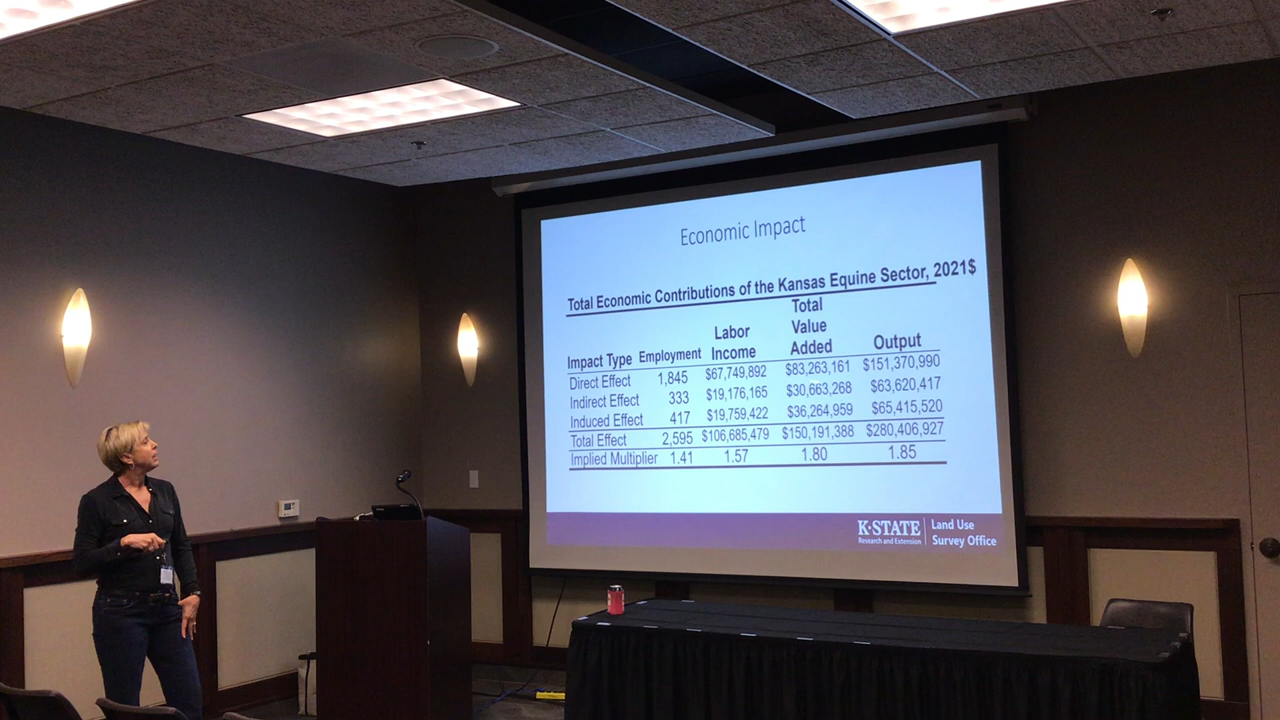 Economic Impact
Total Economic Contributions of the Kansas Equine Sector, 2021$
Impact Type Employment Labor Income Total Value Added Output
Direct Effect 1,845 $67,749,892 $83,263,161 $151,370,990
Indirect Effect 333 $19,176,165 $30,663,268 $63,620,417
Induced Effect 417 $19,759,422 $36,264,959 $65,415,520
Total Effect 2,595 $106,685,479 $150,191,388 $280,406,927
Implied Multiplier 1.41 1.57 1.80 1.85
K-STATE
Research and Extension
Land Use
Survey Office